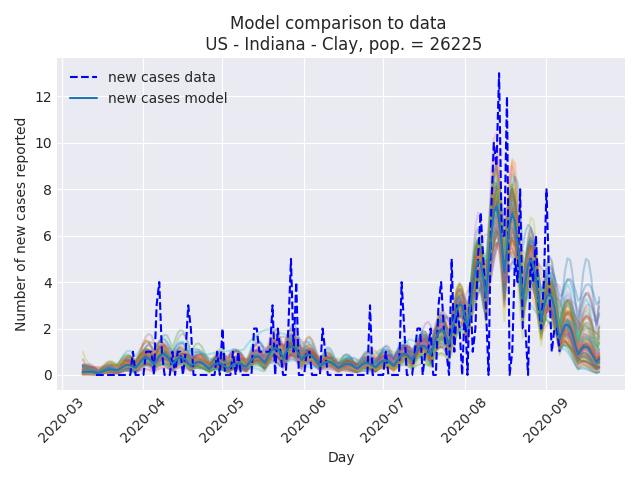 Model comparison to data
US - Indiana - Clay, pop. = 26225
new cases data
new cases model
Number of new cases reported
12
10
8
6
4
2
0
2020-03
2020-04
2020-05
2020-06
2020-07
2020-08
2020-09
Day